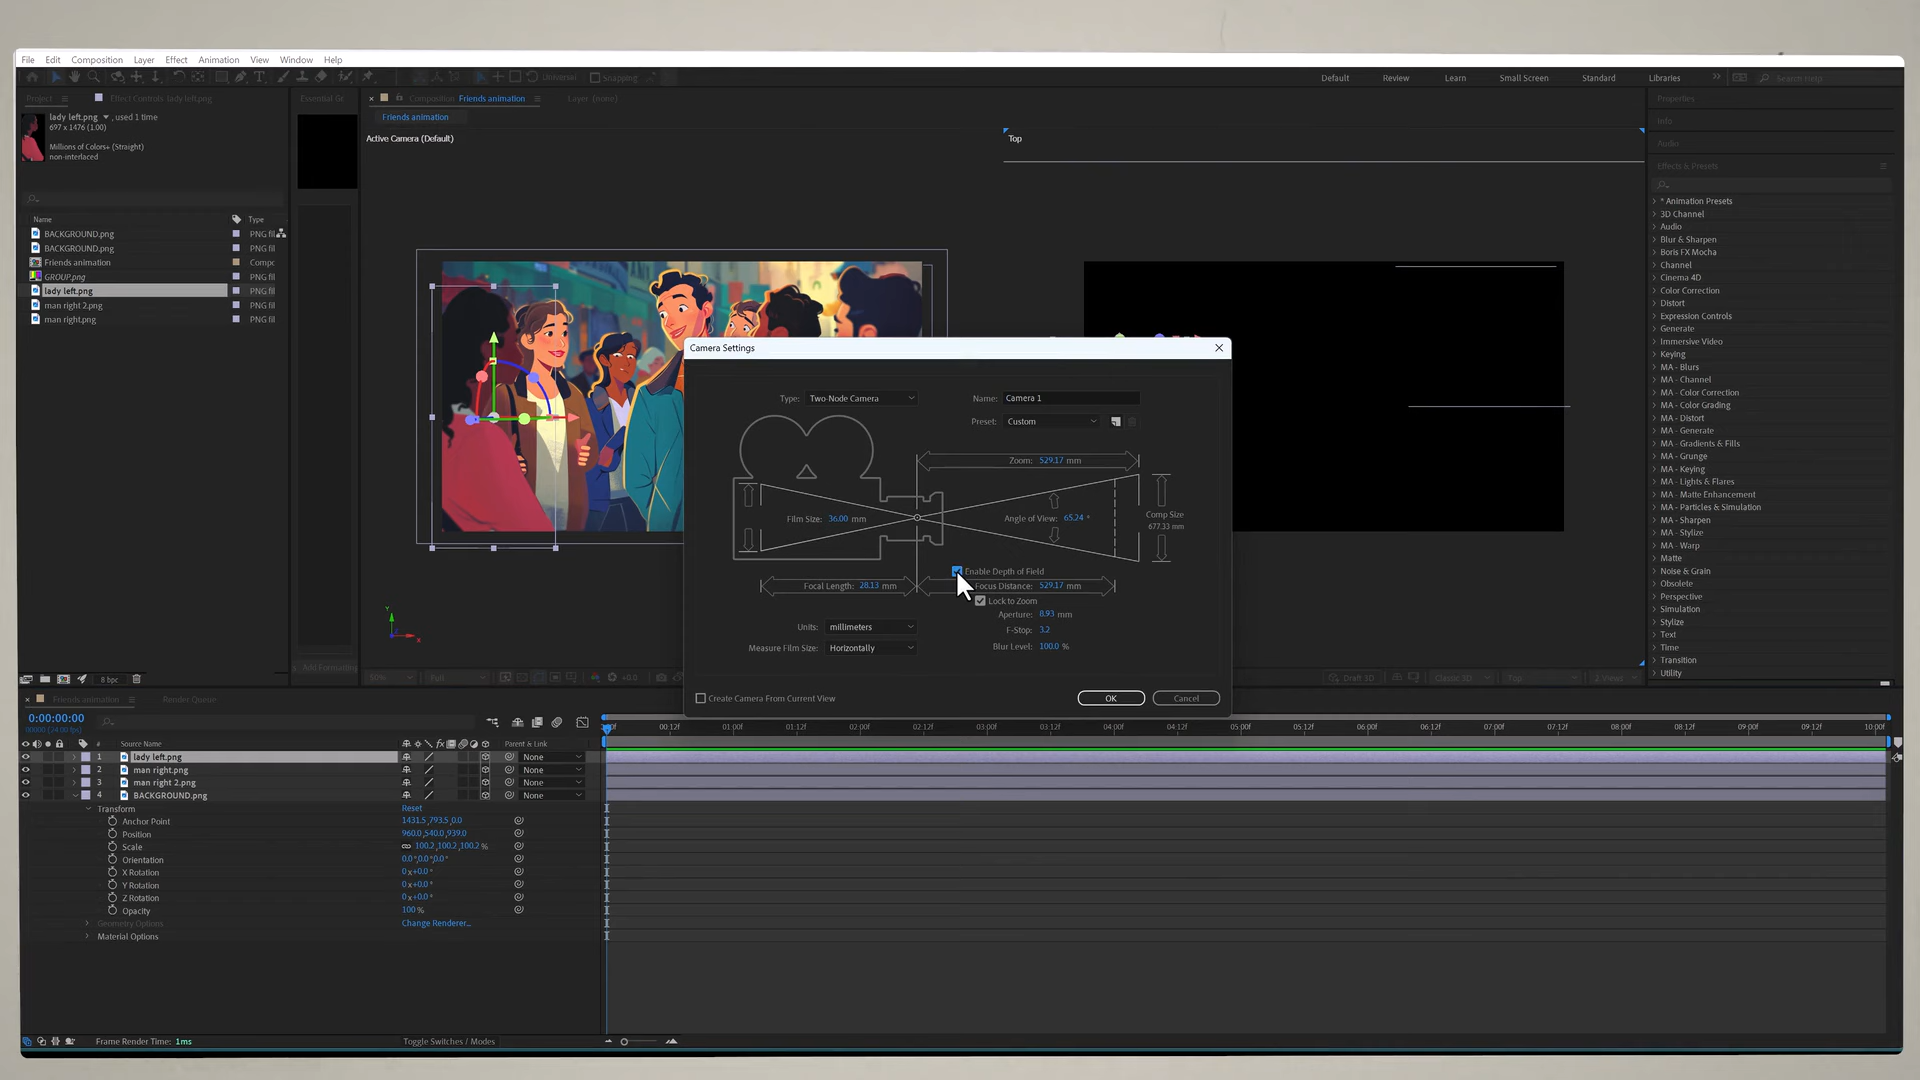 File Edit Composition Layer Effect Animation View Window Help
Universal Snapping Default Review Learn Small Screen Standard Libraries Search Help
Project Effect Controls lady left.png Essential Gr Composition Friends animation Layer (none) Properties
lady left.png , used 1 time
697 x 1476 (1.00)
Millions of Colors+ (Straight)
non-interlaced
Friends animation
Active Camera (Default)
Top
Info
Audio
Effects & Presets
Name Type
BACKGROUND.png PNG fil
BACKGROUND.png PNG fil
Friends animation Compc
GROUP.png PNG fil
lady left.png PNG fil
man right 2.png PNG fil
man right.png PNG fil
* Animation Presets
3D Channel
Audio
Blur & Sharpen
Boris FX Mocha
Channel
Cinema 4D
Color Correction
Distort
Expression Controls
Generate
Immersive Video
Keying
MA - Blurs
MA - Channel
MA - Color Correction
MA - Color Grading
MA - Distort
MA - Generate
MA - Gradients & Fills
MA - Grunge
MA - Keying
MA - Lights & Flares
MA - Matte Enhancement
MA - Particles & Simulation
MA - Sharpen
MA - Stylize
MA - Warp
Matte
Noise & Grain
Obsolete
Perspective
Simulation
Stylize
Text
Time
Transition
Utility
Camera Settings
Type: Two-Node Camera Name: Camera 1
Preset: Custom
Zoom: 529.17 mm
Film Size: 36.00 mm Angle of View: 65.24 °
Comp Size
677.33 mm
Enable Depth of Field
Focal Length: 28.13 mm Focus Distance: 529.17 mm
Lock to Zoom
Aperture: 8.93 mm
Units: millimeters F-Stop: 3.2
Measure Film Size: Horizontally Blur Level: 100.0 %
Create Camera From Current View OK Cancel
Y
X
Add Formatting
8 bpc 50% Full +0.0 Draft 3D Classic 3D Top 2 Views
Friends animation Render Queue
0:00:00:00
00000 (24.00 fps)
00:12f 01:00f 01:12f 02:00f 02:12f 03:00f 03:12f 04:00f 04:12f 05:00f 05:12f 06:00f 06:12f 07:00f 07:12f 08:00f 08:12f 09:00f 09:12f 10:00f
# Source Name fx Parent & Link
1 lady left.png None
2 man right.png None
3 man right 2.png None
4 BACKGROUND.png None
Transform Reset
Anchor Point 1431.5,793.5,0.0
Position 960.0,540.0,939.0
Scale 100.2,100.2,100.2 %
Orientation 0.0°,0.0°,0.0°
X Rotation 0x+0.0°
Y Rotation 0x+0.0°
Z Rotation 0x+0.0°
Opacity 100 %
Geometry Options Change Renderer...
Material Options
Frame Render Time: 1ms Toggle Switches / Modes